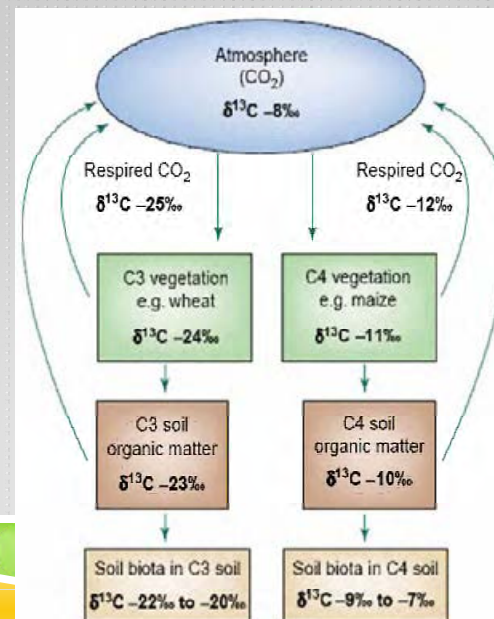 Atmosphere
(CO₂)
δ¹³C –8‰
Respired CO₂
δ¹³C –25‰
Respired CO₂
δ¹³C –12‰
C3 vegetation
e.g. wheat
δ¹³C –24‰
C4 vegetation
e.g. maize
δ¹³C –11‰
C3 soil
organic matter
δ¹³C –23‰
C4 soil
organic matter
δ¹³C –10‰
Soil biota in C3 soil
δ¹³C –22‰ to –20‰
Soil biota in C4 soil
δ¹³C –9‰ to –7‰